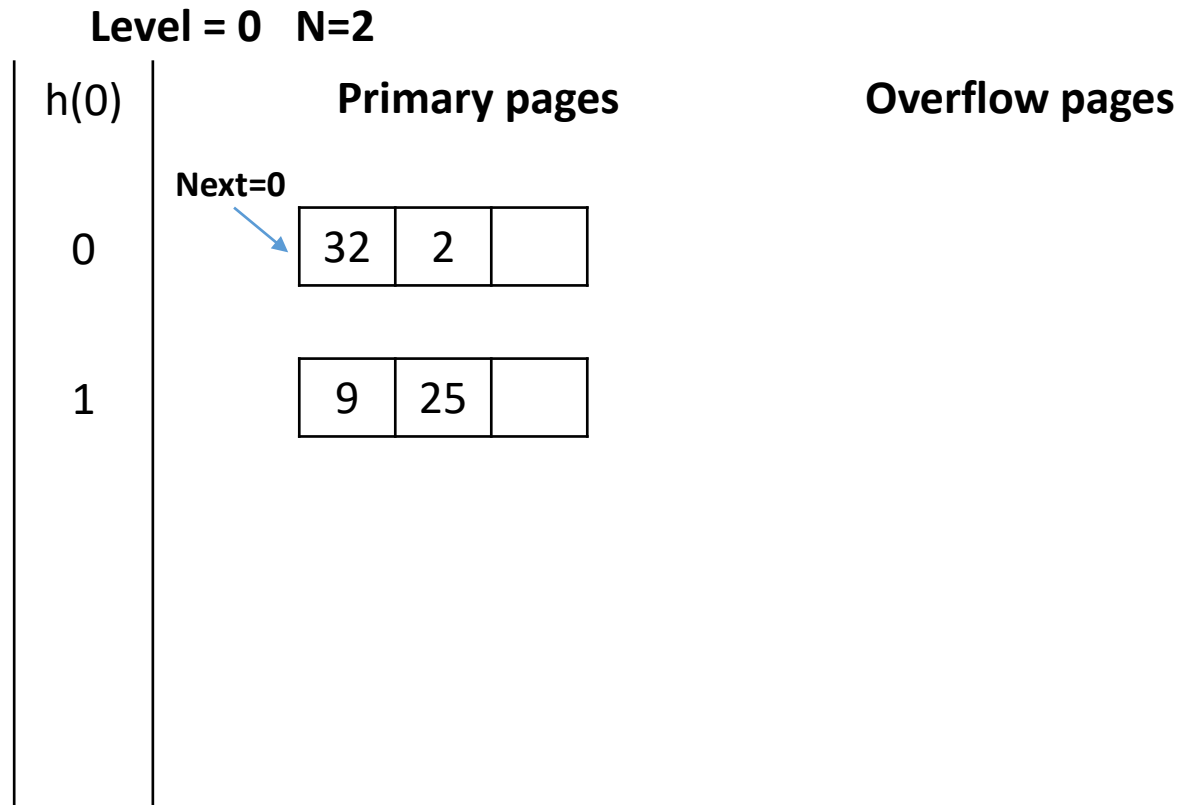 Level = 0 N=2
h(0) Primary pages Overflow pages
Next=0
0 32 2
1 9 25